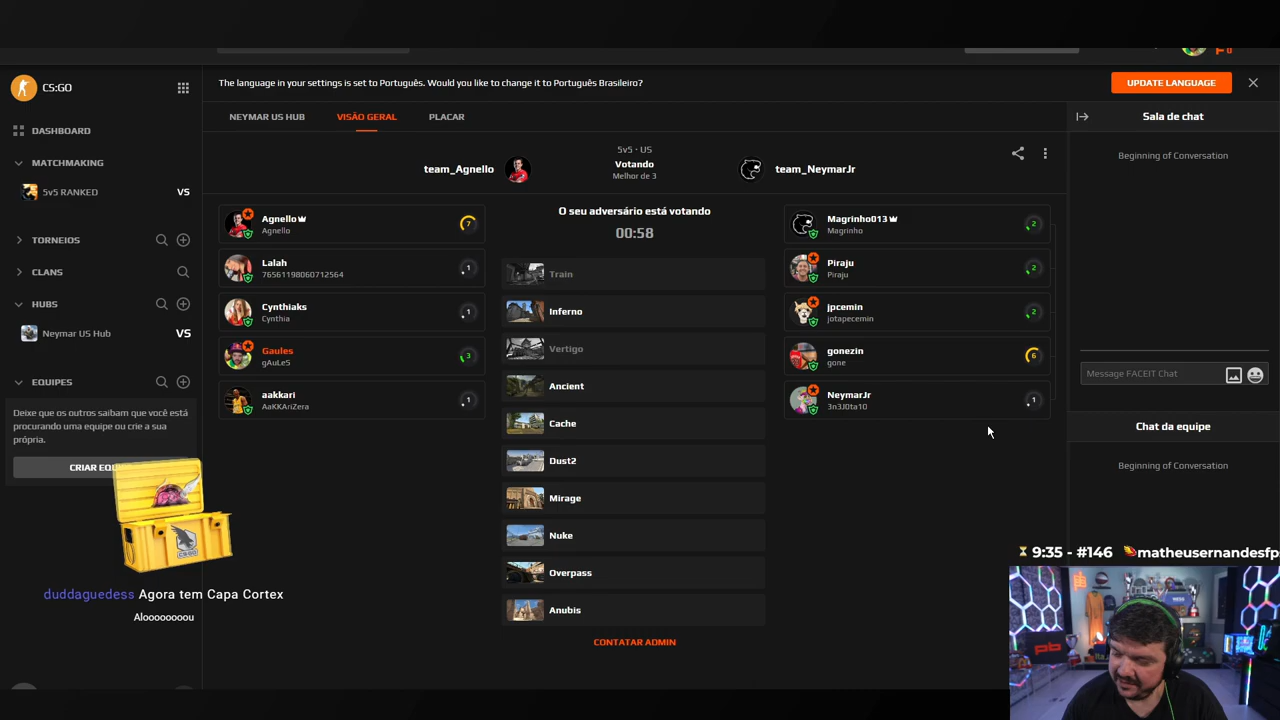 CS:GO
The language in your settings is set to Português. Would you like to change it to Português Brasileiro?
UPDATE LANGUAGE
DASHBOARD
MATCHMAKING
5v5 RANKED
VS
TORNEIOS
CLANS
HUBS
Neymar US Hub
VS
EQUIPES
Deixe que os outros saibam que você está
procurando uma equipe ou crie a sua
própria.
CRIAR EQU
NEYMAR US HUB
VISÃO GERAL
PLACAR
team_Agnello
5v5 · US
Votando
Melhor de 3
team_NeymarJr
Agnello
Agnello
7
Lalah
76561198060712564
1
Cynthiaks
Cynthia
1
Gaules
gAuLeS
3
aakkari
AaKKAriZera
1
O seu adversário está votando
00:58
Train
Inferno
Vertigo
Ancient
Cache
Dust2
Mirage
Nuke
Overpass
Anubis
CONTATAR ADMIN
Magrinho013
Magrinho
2
Piraju
Piraju
2
jpcemin
jotapecemin
2
gonezin
gone
6
NeymarJr
3n3J0ta10
1
Sala de chat
Beginning of Conversation
Message FACEIT Chat
Chat da equipe
Beginning of Conversation
9:35 - #146
matheusernandesfp
duddaguedess Agora tem Capa Cortex
Alooooooou
CS:GO